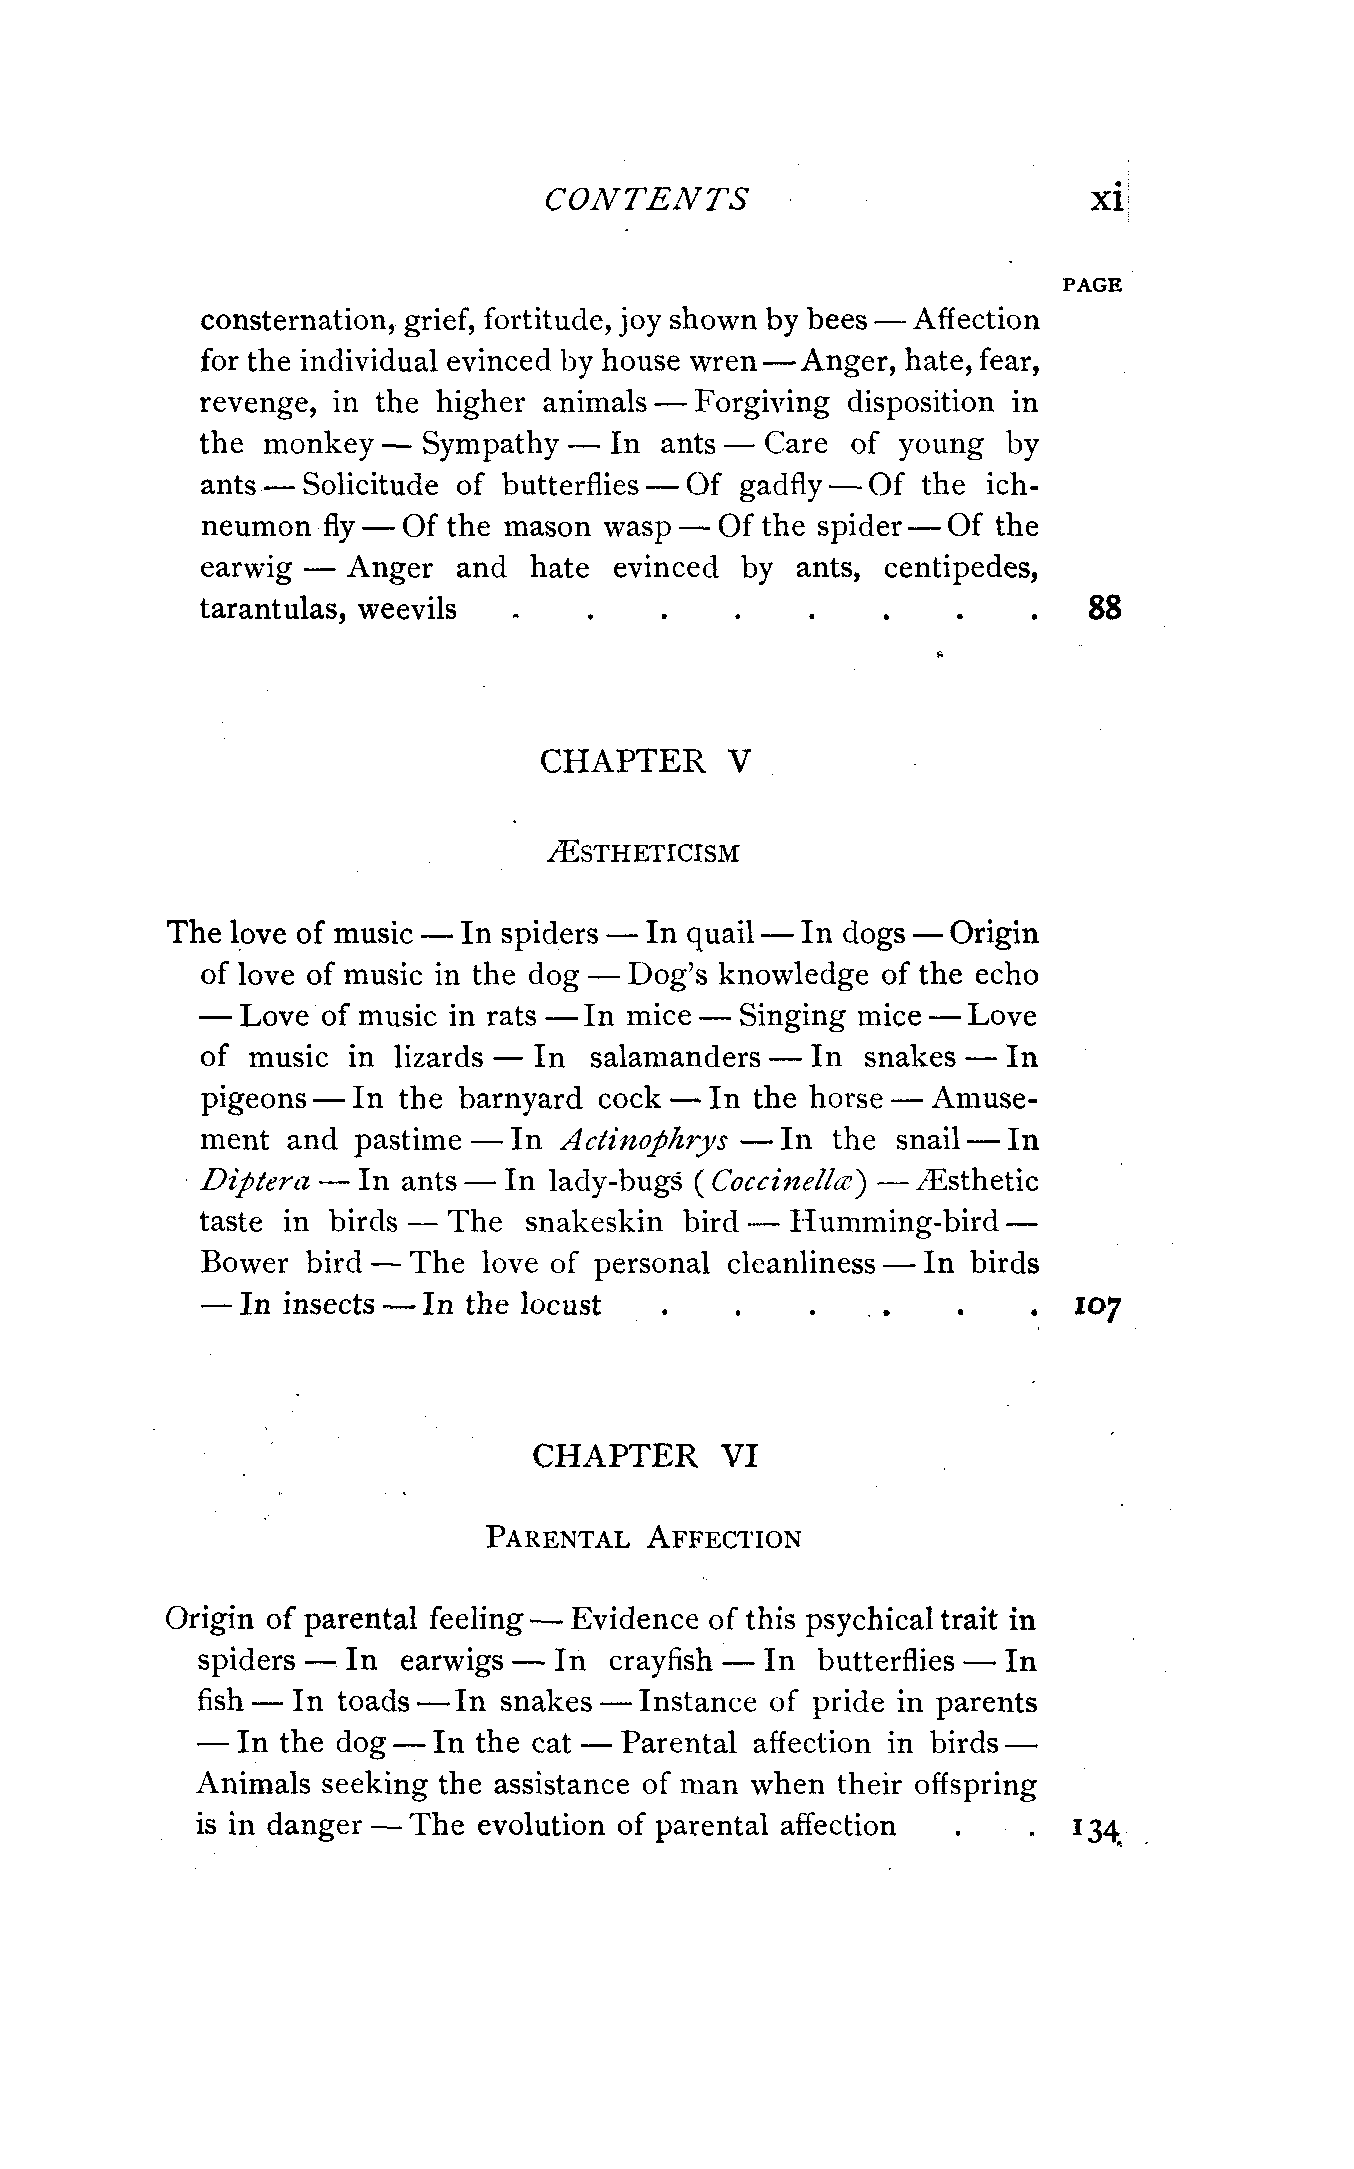 CONTENTS xi
PAGE
consternation, grief, fortitude, joy shown by bees — Affection
for the individual evinced by house wren — Anger, hate, fear,
revenge, in the higher animals — Forgiving disposition in
the monkey — Sympathy — In ants — Care of young by
ants — Solicitude of butterflies — Of gadfly — Of the ich-
neumon fly — Of the mason wasp — Of the spider — Of the
earwig — Anger and hate evinced by ants, centipedes,
tarantulas, weevils . . . . . . . . 88
CHAPTER V
ÆSTHETICISM
The love of music — In spiders — In quail — In dogs — Origin
of love of music in the dog — Dog's knowledge of the echo
— Love of music in rats — In mice — Singing mice — Love
of music in lizards — In salamanders — In snakes — In
pigeons — In the barnyard cock — In the horse — Amuse-
ment and pastime — In Actinophrys — In the snail — In
Diptera — In ants — In lady-bugs (Coccinellæ) — Æsthetic
taste in birds — The snakeskin bird — Humming-bird —
Bower bird — The love of personal cleanliness — In birds
— In insects — In the locust . . . . . . 107
CHAPTER VI
PARENTAL AFFECTION
Origin of parental feeling — Evidence of this psychical trait in
spiders — In earwigs — In crayfish — In butterflies — In
fish — In toads — In snakes — Instance of pride in parents
— In the dog — In the cat — Parental affection in birds —
Animals seeking the assistance of man when their offspring
is in danger — The evolution of parental affection . . 134